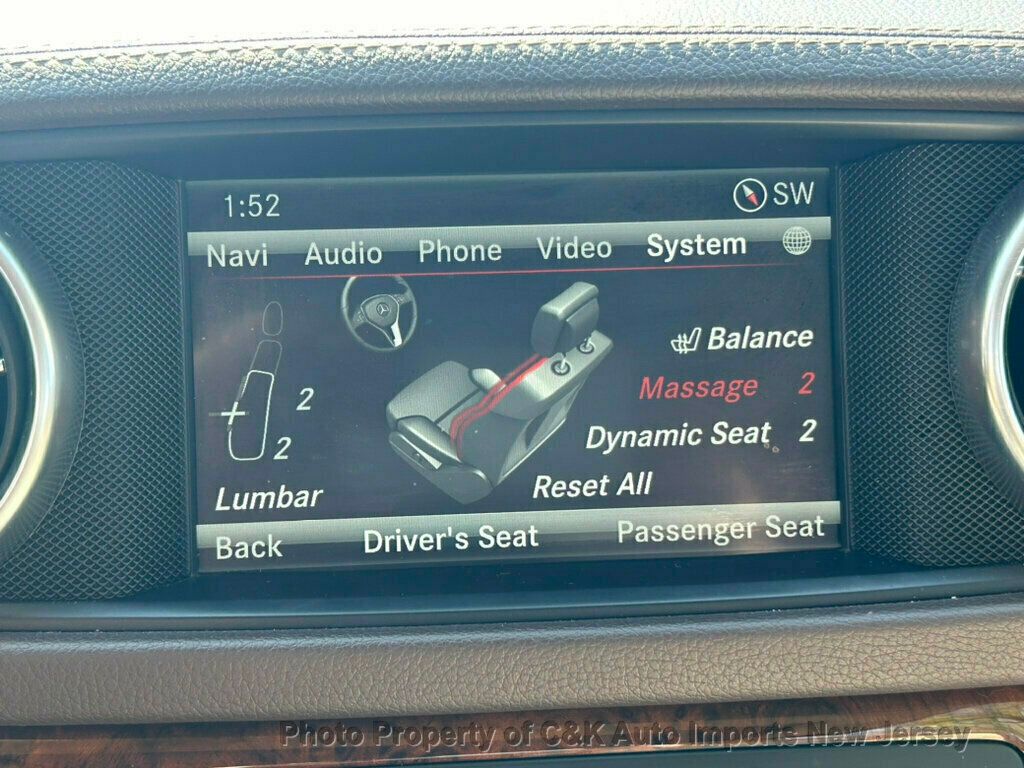 1:52 SW
Navi Audio Phone Video System
Balance
Massage 2
Dynamic Seat 2
2
2
Reset All
Lumbar
Back Driver's Seat Passenger Seat
Photo Property of C&K Auto Imports New Jersey